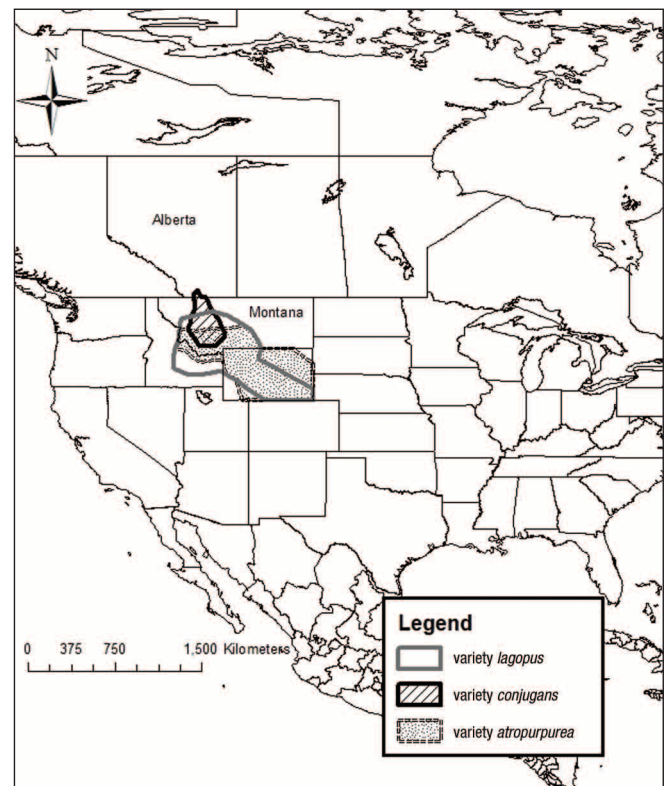 N
Alberta
Montana
0 375 750 1,500 Kilometers
Legend
variety lagopus
variety conjugans
variety atropurpurea